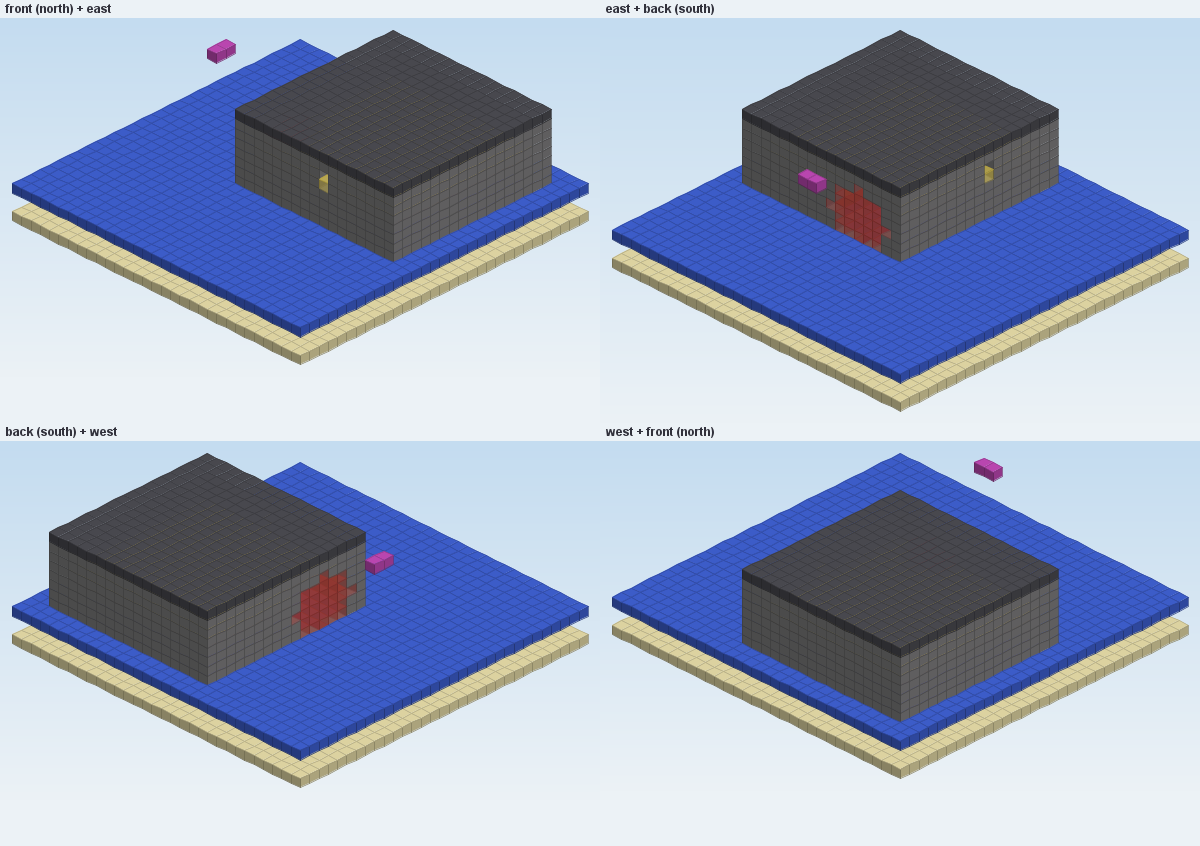 front (north) + east
east + back (south)
back (south) + west
west + front (north)